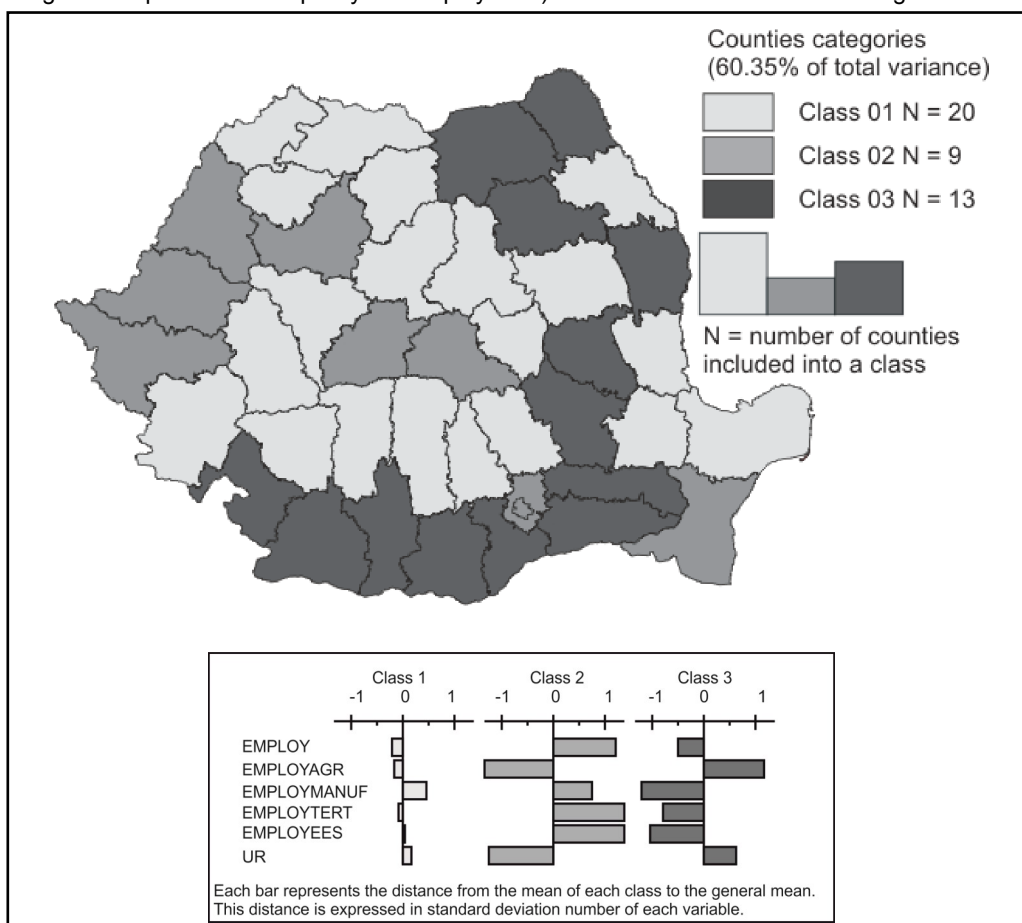 Counties categories
(60.35% of total variance)
Class 01 N = 20
Class 02 N = 9
Class 03 N = 13
N = number of counties
included into a class
Class 1
Class 2
Class 3
-1 0 1
-1 0 1
-1 0 1
EMPLOY
EMPLOYAGR
EMPLOYMANUF
EMPLOYTERT
EMPLOYEES
UR
Each bar represents the distance from the mean of each class to the general mean.
This distance is expressed in standard deviation number of each variable.